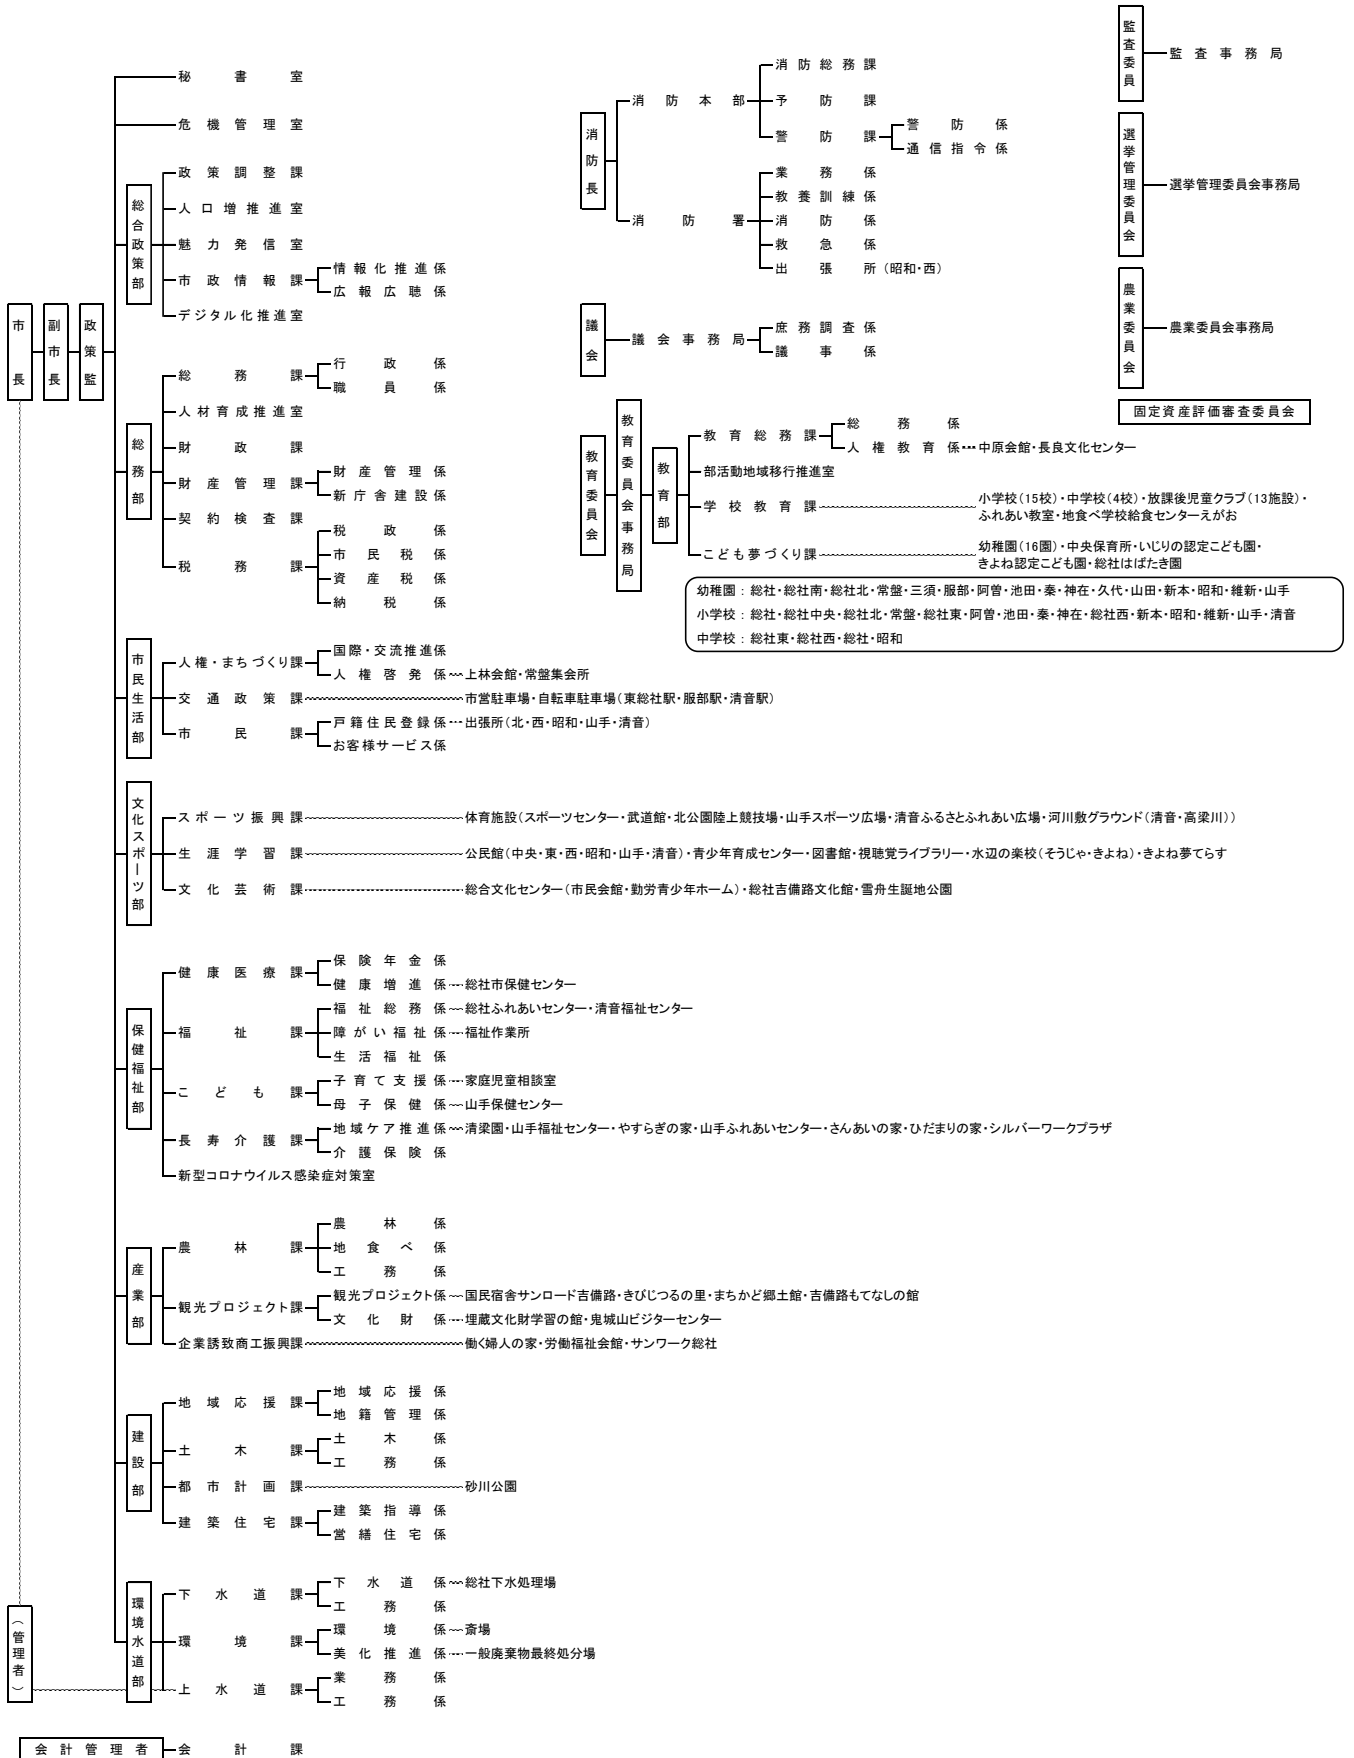 市長
副市長
政策監
秘書室
危機管理室
総合政策部
政策調整課
人口増推進室
魅力発信室
市政情報課
情報化推進係
広報広聴係
デジタル化推進室
総務部
総務課
行政係
職員係
人材育成推進室
財政課
財産管理課
財産管理係
新庁舎建設係
契約検査課
税務課
税政係
市民税係
資産税係
納税係
市民生活部
人権・まちづくり課
国際・交流推進係
人権啓発係
上林会館・常盤集会所
交通政策課
市営駐車場・自転車駐車場(東総社駅・服部駅・清音駅)
市民課
戸籍住民登録係
出張所(北・西・昭和・山手・清音)
お客様サービス係
文化スポーツ部
スポーツ振興課
体育施設(スポーツセンター・武道館・北公園陸上競技場・山手スポーツ広場・清音ふるさとふれあい広場・河川敷グラウンド(清音・高梁川))
生涯学習課
公民館(中央・東・西・昭和・山手・清音)・青少年育成センター・図書館・視聴覚ライブラリー・水辺の楽校(そうじゃ・きよね)・きよね夢てらす
文化芸術課
総合文化センター(市民会館・勤労青少年ホーム)・総社吉備路文化館・雪舟生誕地公園
保健福祉部
健康医療課
保険年金係
健康増進係
総社市保健センター
福祉課
福祉総務係
総社ふれあいセンター・清音福祉センター
障がい福祉係
福祉作業所
生活福祉係
こども課
子育て支援係
家庭児童相談室
母子保健係
山手保健センター
長寿介護課
地域ケア推進係
清梁園・山手福祉センター・やすらぎの家・山手ふれあいセンター・さんあいの家・ひだまりの家・シルバーワークプラザ
介護保険係
新型コロナウイルス感染症対策室
産業部
農林課
農林係
地食べ係
工務係
観光プロジェクト課
観光プロジェクト係
国民宿舎サンロード吉備路・きびじつるの里・まちかど郷土館・吉備路もてなしの館
文化財係
埋蔵文化財学習の館・鬼城山ビジターセンター
企業誘致商工振興課
働く婦人の家・労働福祉会館・サンワーク総社
建設部
地域応援課
地域応援係
地籍管理係
土木課
土木係
工務係
都市計画課
砂川公園
建築住宅課
建築指導係
営繕住宅係
環境水道部
下水道課
下水道係
総社下水処理場
工務係
環境課
環境係
斎場
美化推進係
一般廃棄物最終処分場
(管理者)
上水道課
業務係
工務係
会計管理者
会計課
消防長
消防本部
消防総務課
予防課
警防課
警防係
通信指令係
消防署
業務係
教養訓練係
消防係
救急係
出張所(昭和・西)
議会
議会事務局
庶務調査係
議事係
教育委員会
教育委員会事務局
教育部
教育総務課
総務係
人権教育係
中原会館・長良文化センター
部活動地域移行推進室
学校教育課
小学校(15校)・中学校(4校)・放課後児童クラブ(13施設)・
ふれあい教室・地食べ学校給食センターえがお
こども夢づくり課
幼稚園(16園)・中央保育所・いじりの認定こども園・
きよね認定こども園・総社はばたき園
幼稚園：総社・総社南・総社北・常盤・三須・服部・阿曽・池田・秦・神在・久代・山田・新本・昭和・維新・山手
小学校：総社・総社中央・総社北・常盤・総社東・阿曽・池田・秦・神在・総社西・新本・昭和・維新・山手・清音
中学校：総社東・総社西・総社・昭和
監査委員
監査事務局
選挙管理委員会
選挙管理委員会事務局
農業委員会
農業委員会事務局
固定資産評価審査委員会